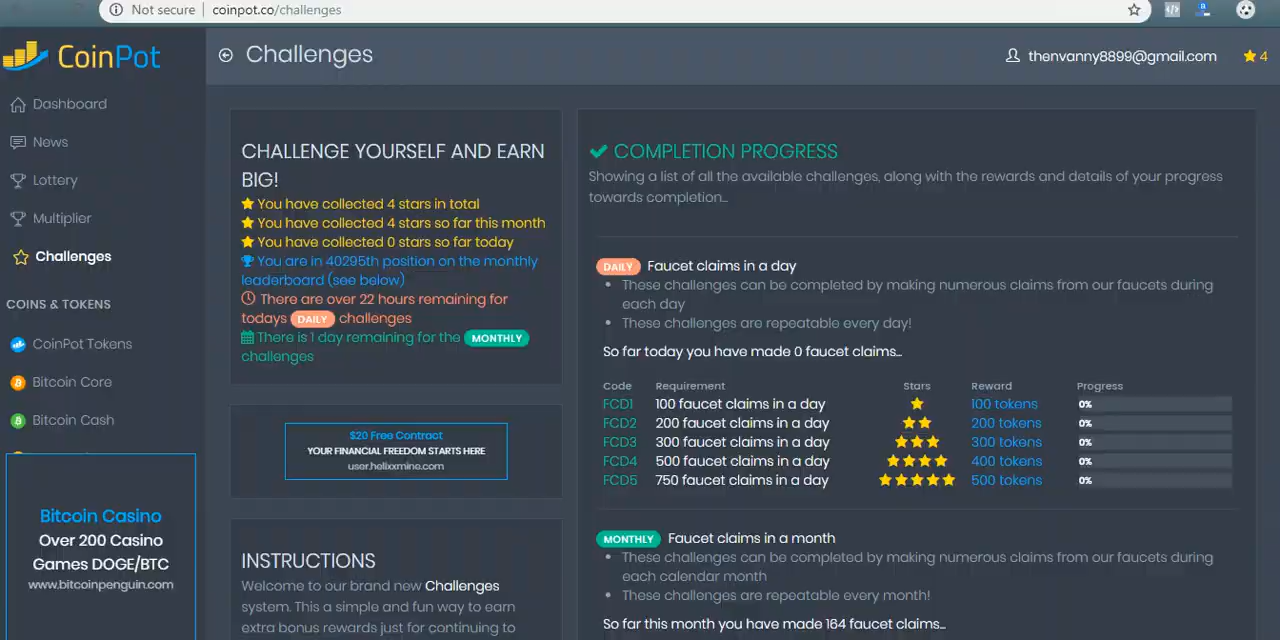 Not secure | coinpot.co/challenges
CoinPot
Challenges
thenvanny8899@gmail.com
4
Dashboard
News
Lottery
Multiplier
Challenges
COINS & TOKENS
CoinPot Tokens
Bitcoin Core
Bitcoin Cash
Bitcoin Casino
Over 200 Casino
Games DOGE/BTC
www.bitcoinpenguin.com
CHALLENGE YOURSELF AND EARN
BIG!
You have collected 4 stars in total
You have collected 4 stars so far this month
You have collected 0 stars so far today
You are in 40295th position on the monthly
leaderboard (see below)
There are over 22 hours remaining for
todays DAILY challenges
There is 1 day remaining for the MONTHLY
challenges
$20 Free Contract
YOUR FINANCIAL FREEDOM STARTS HERE
user.helixxmine.com
INSTRUCTIONS
Welcome to our brand new Challenges
system. This a simple and fun way to earn
extra bonus rewards just for continuing to
COMPLETION PROGRESS
Showing a list of all the available challenges, along with the rewards and details of your progress
towards completion...
DAILY Faucet claims in a day
These challenges can be completed by making numerous claims from our faucets during
each day
These challenges are repeatable every day!
So far today you have made 0 faucet claims...
Code Requirement Stars Reward Progress
FCD1 100 faucet claims in a day 100 tokens 0%
FCD2 200 faucet claims in a day 200 tokens 0%
FCD3 300 faucet claims in a day 300 tokens 0%
FCD4 500 faucet claims in a day 400 tokens 0%
FCD5 750 faucet claims in a day 500 tokens 0%
MONTHLY Faucet claims in a month
These challenges can be completed by making numerous claims from our faucets during
each calendar month
These challenges are repeatable every month!
So far this month you have made 164 faucet claims...